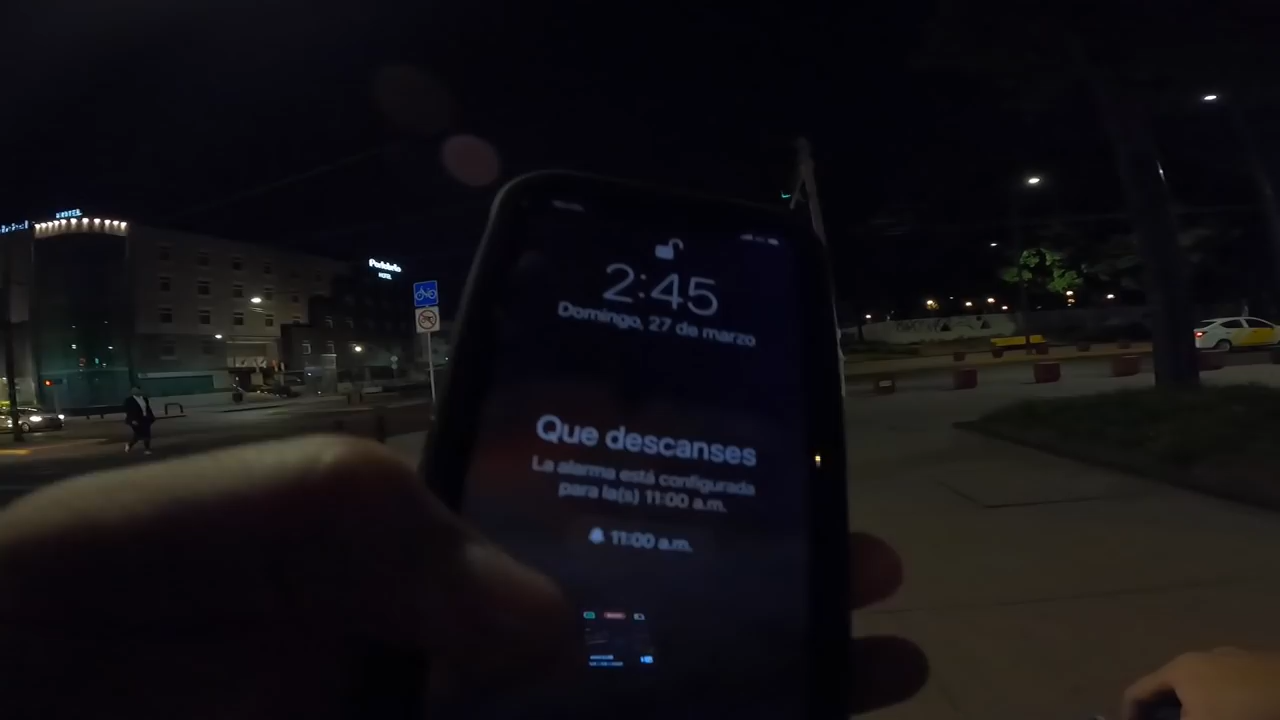 HOTEL
2:45
Domingo, 27 de marzo
Que descanses
La alarma está configurada
para la(s) 11:00 a.m.
11:00 a.m.
HOTEL